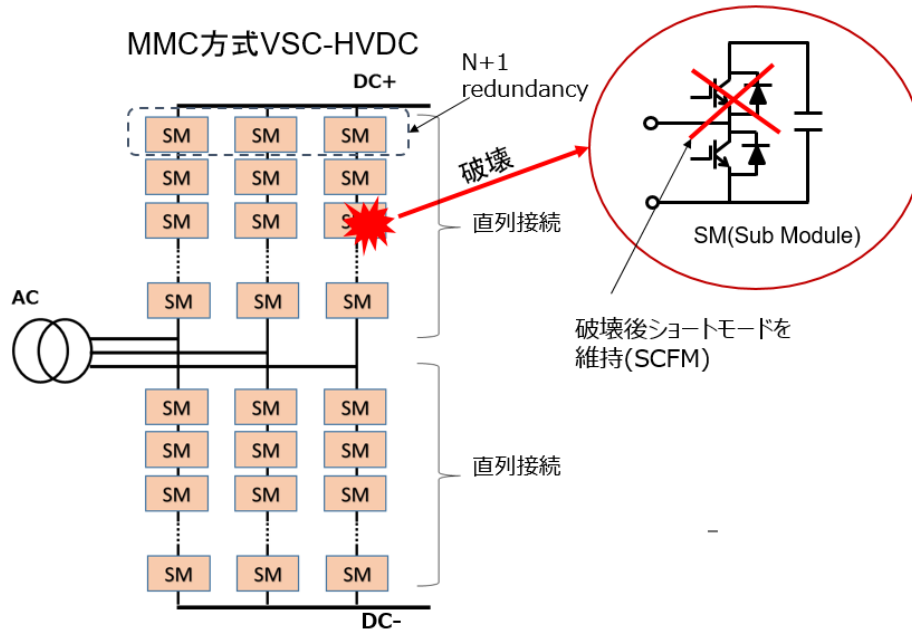 MMC方式VSC-HVDC
N+1
redundancy
DC+
SM SM SM
SM SM SM
SM SM
破壊
直列接続
SM(Sub Module)
SM SM SM
AC
破壊後ショートモードを
維持(SCFM)
SM SM SM
SM SM SM
直列接続
SM SM SM
SM SM SM
DC-